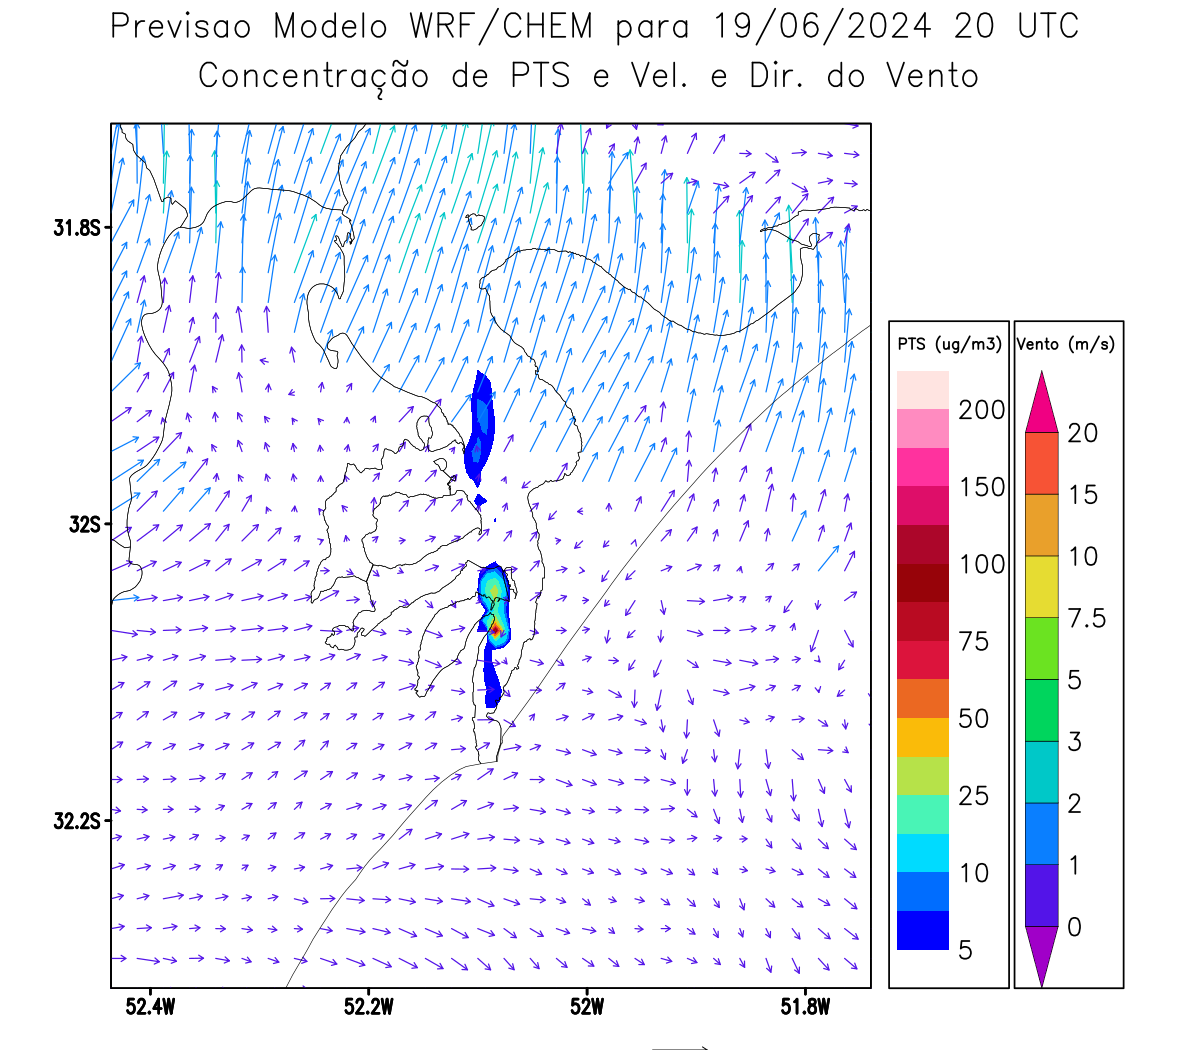 Previsao Modelo WRF/CHEM para 19/06/2024 20 UTC
Concentração de PTS e Vel. e Dir. do Vento
31.8S
32S
32.2S
52.4W 52.2W 52W 51.8W
PTS (ug/m3)
200
150
100
75
50
25
10
5
Vento (m/s)
20
15
10
7.5
5
3
2
1
0